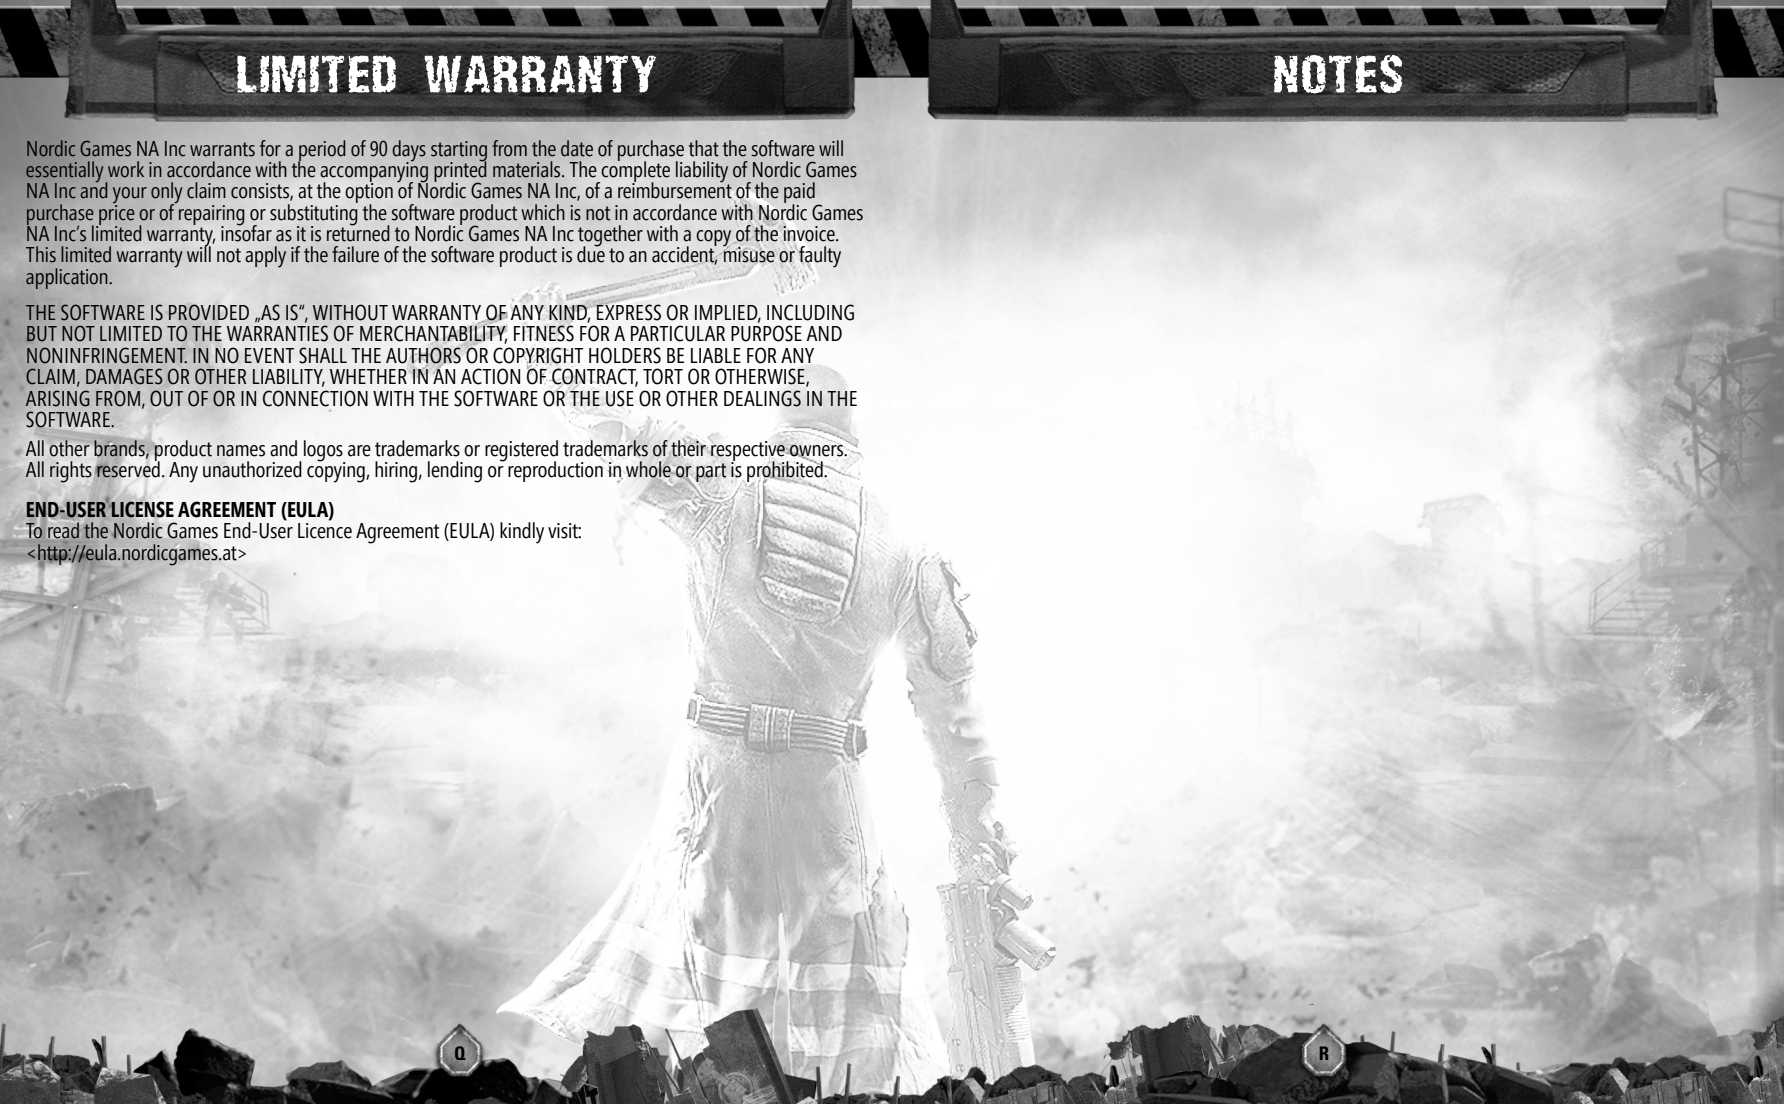 LIMITED WARRANTY
Nordic Games NA Inc warrants for a period of 90 days starting from the date of purchase that the software will
essentially work in accordance with the accompanying printed materials. The complete liability of Nordic Games
NA Inc and your only claim consists, at the option of Nordic Games NA Inc, of a reimbursement of the paid
purchase price or of repairing or substituting the software product which is not in accordance with Nordic Games
NA Inc's limited warranty, insofar as it is returned to Nordic Games NA Inc together with a copy of the invoice.
This limited warranty will not apply if the failure of the software product is due to an accident, misuse or faulty
application.
THE SOFTWARE IS PROVIDED „AS IS“, WITHOUT WARRANTY OF ANY KIND, EXPRESS OR IMPLIED, INCLUDING
BUT NOT LIMITED TO THE WARRANTIES OF MERCHANTABILITY, FITNESS FOR A PARTICULAR PURPOSE AND
NONINFRINGEMENT. IN NO EVENT SHALL THE AUTHORS OR COPYRIGHT HOLDERS BE LIABLE FOR ANY
CLAIM, DAMAGES OR OTHER LIABILITY, WHETHER IN AN ACTION OF CONTRACT, TORT OR OTHERWISE,
ARISING FROM, OUT OF OR IN CONNECTION WITH THE SOFTWARE OR THE USE OR OTHER DEALINGS IN THE
SOFTWARE.
All other brands, product names and logos are trademarks or registered trademarks of their respective owners.
All rights reserved. Any unauthorized copying, hiring, lending or reproduction in whole or part is prohibited.
END-USER LICENSE AGREEMENT (EULA)
To read the Nordic Games End-User Licence Agreement (EULA) kindly visit:
<http://eula.nordicgames.at>
Q
NOTES
R